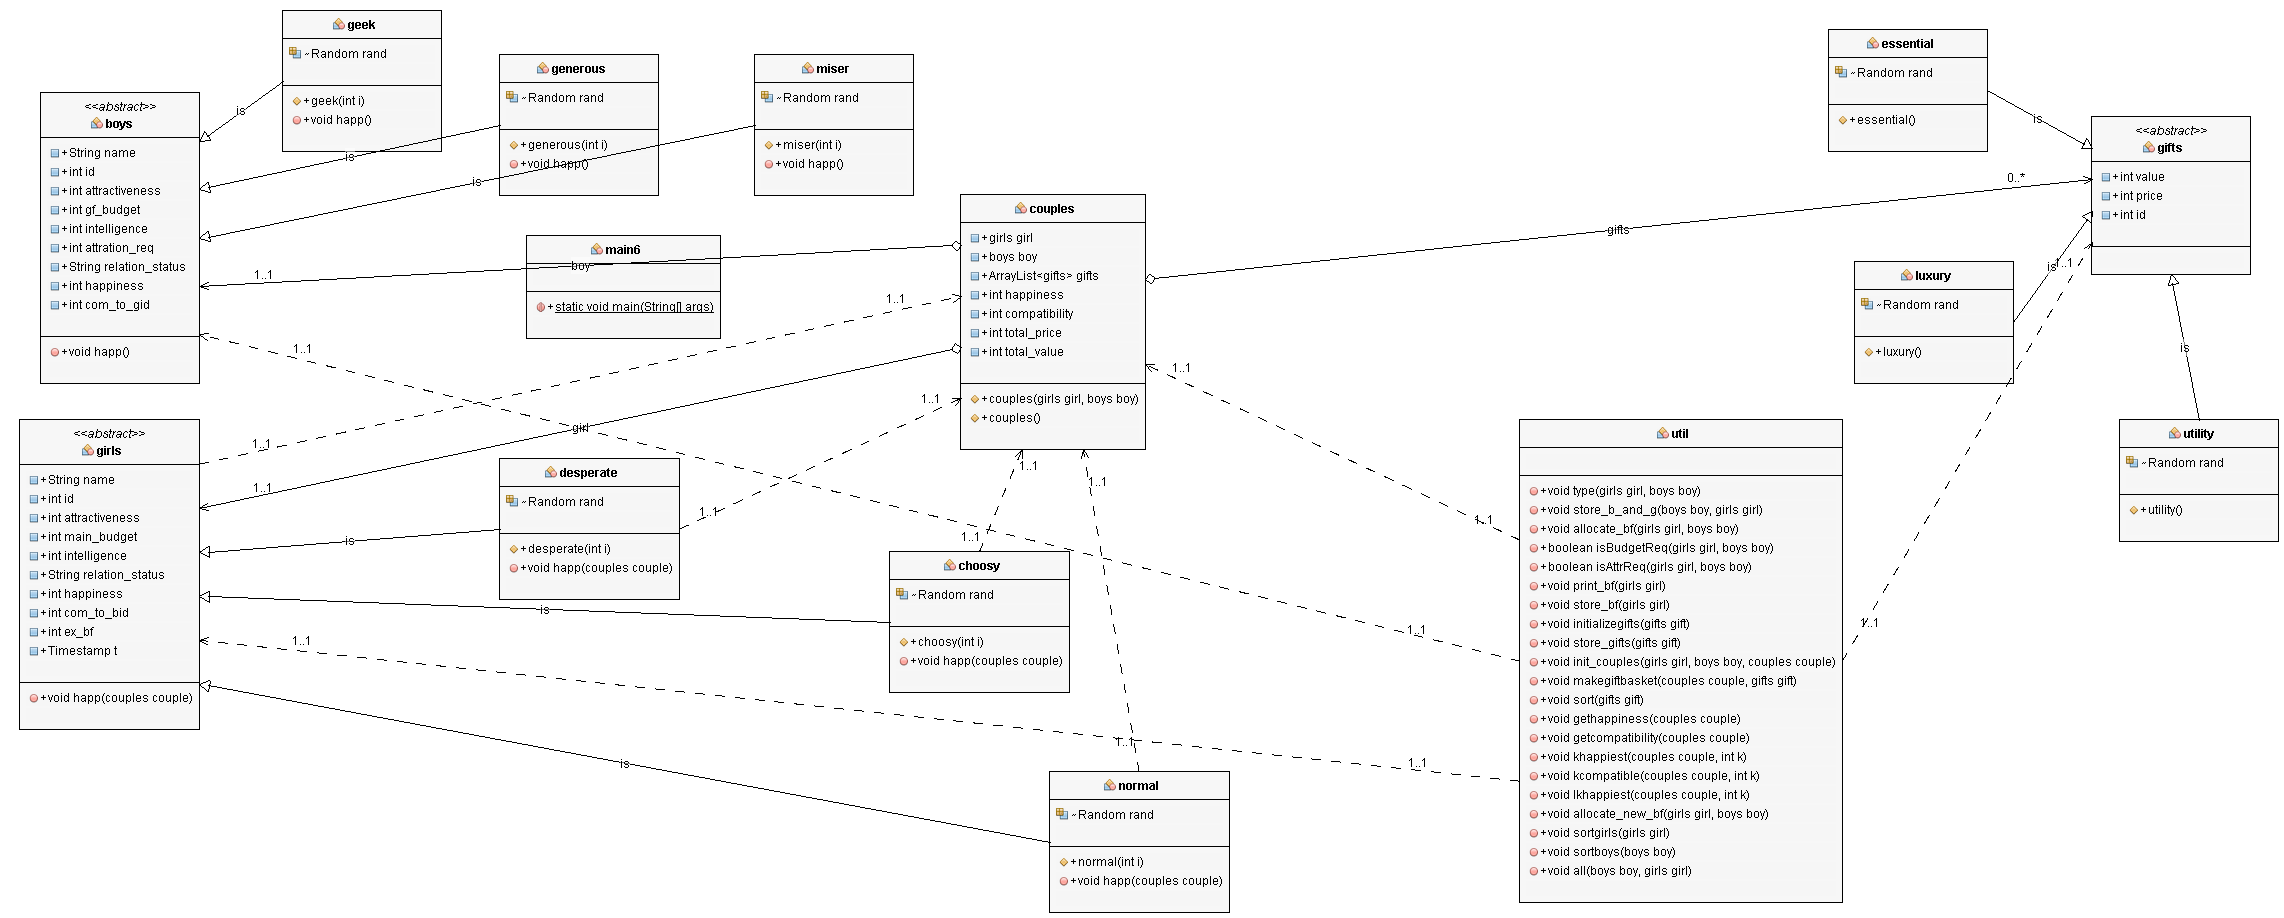 geek
~Random rand
+geek(int i)
+void happ()
generous
~Random rand
+generous(int i)
+void happ()
miser
~Random rand
+miser(int i)
+void happ()
essential
~Random rand
+essential()
<<abstract>>
boys
+String name
+int id
+int attractiveness
+int gf_budget
+int intelligence
+int attration_req
+String relation_status
+int happiness
+int com_to_gid
+void happ()
is
is
is
<<abstract>>
gifts
+int value
+int price
+int id
is
couples
+girls girl
+boys boy
+ArrayList<gifts> gifts
+int happiness
+int compatibility
+int total_price
+int total_value
+couples(girls girl, boys boy)
+couples()
0..*
gifts
main6
+static void main(String[] args)
boy
1..1
1..1
luxury
~Random rand
+luxury()
is
1..1
is
1..1
1..1
1..1
girl
1..1
1..1
<<abstract>>
girls
+String name
+int id
+int attractiveness
+int main_budget
+int intelligence
+String relation_status
+int happiness
+int com_to_bid
+int ex_bf
+Timestamp t
+void happ(couples couple)
desperate
~Random rand
+desperate(int i)
+void happ(couples couple)
1..1
is
choosy
~Random rand
+choosy(int i)
+void happ(couples couple)
1..1
1..1
1..1
is
util
+void type(girls girl, boys boy)
+void store_b_and_g(boys boy, girls girl)
+void allocate_bf(girls girl, boys boy)
+boolean isBudgetReq(girls girl, boys boy)
+boolean isAttrReq(girls girl, boys boy)
+void print_bf(girls girl)
+void store_bf(girls girl)
+void initializegifts(gifts gift)
+void store_gifts(gifts gift)
+void init_couples(girls girl, boys boy, couples couple)
+void makegiftbasket(couples couple, gifts gift)
+void sort(gifts gift)
+void gethappiness(couples couple)
+void getcompatibility(couples couple)
+void khappiest(couples couple, int k)
+void kcompatible(couples couple, int k)
+void lkhappiest(couples couple, int k)
+void allocate_new_bf(girls girl, boys boy)
+void sortgirls(girls girl)
+void sortboys(boys boy)
+void all(boys boy, girls girl)
utility
~Random rand
+utility()
1..1
1..1
1..1
1..1
1..1
1..1
is
normal
~Random rand
+normal(int i)
+void happ(couples couple)